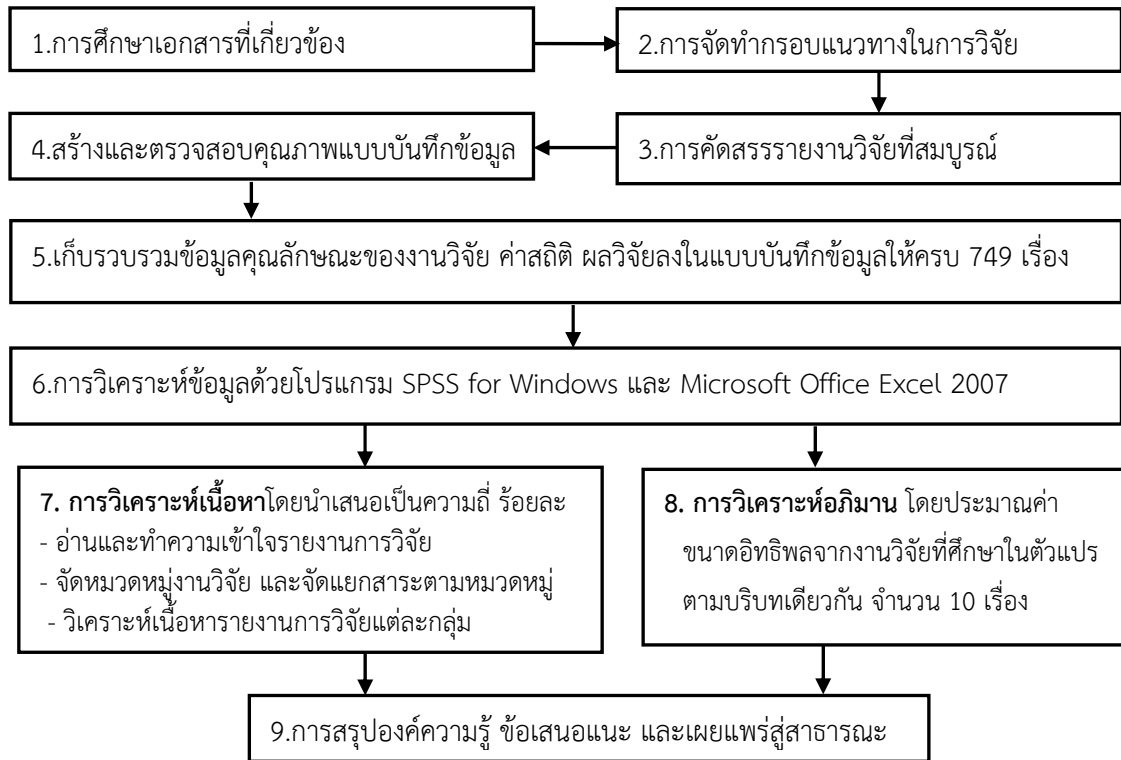 1.การศึกษาเอกสารที่เกี่ยวข้อง
2.การจัดทำกรอบแนวทางในการวิจัย
3.การคัดสรรรายงานวิจัยที่สมบูรณ์
4.สร้างและตรวจสอบคุณภาพแบบบันทึกข้อมูล
5.เก็บรวบรวมข้อมูลคุณลักษณะของงานวิจัย ค่าสถิติ ผลวิจัยลงในแบบบันทึกข้อมูลให้ครบ 749 เรื่อง
6.การวิเคราะห์ข้อมูลด้วยโปรแกรม SPSS for Windows และ Microsoft Office Excel 2007
7. การวิเคราะห์เนื้อหาโดยนำเสนอเป็นความถี่ ร้อยละ
- อ่านและทำความเข้าใจรายงานการวิจัย
- จัดหมวดหมู่งานวิจัย และจัดแยกสาระตามหมวดหมู่
- วิเคราะห์เนื้อหารายงานการวิจัยแต่ละกลุ่ม
8. การวิเคราะห์อภิมาน โดยประมาณค่า
ขนาดอิทธิพลจากงานวิจัยที่ศึกษาในตัวแปร
ตามบริบทเดียวกัน จำนวน 10 เรื่อง
9.การสรุปองค์ความรู้ ข้อเสนอแนะ และเผยแพร่สู่สาธารณะ